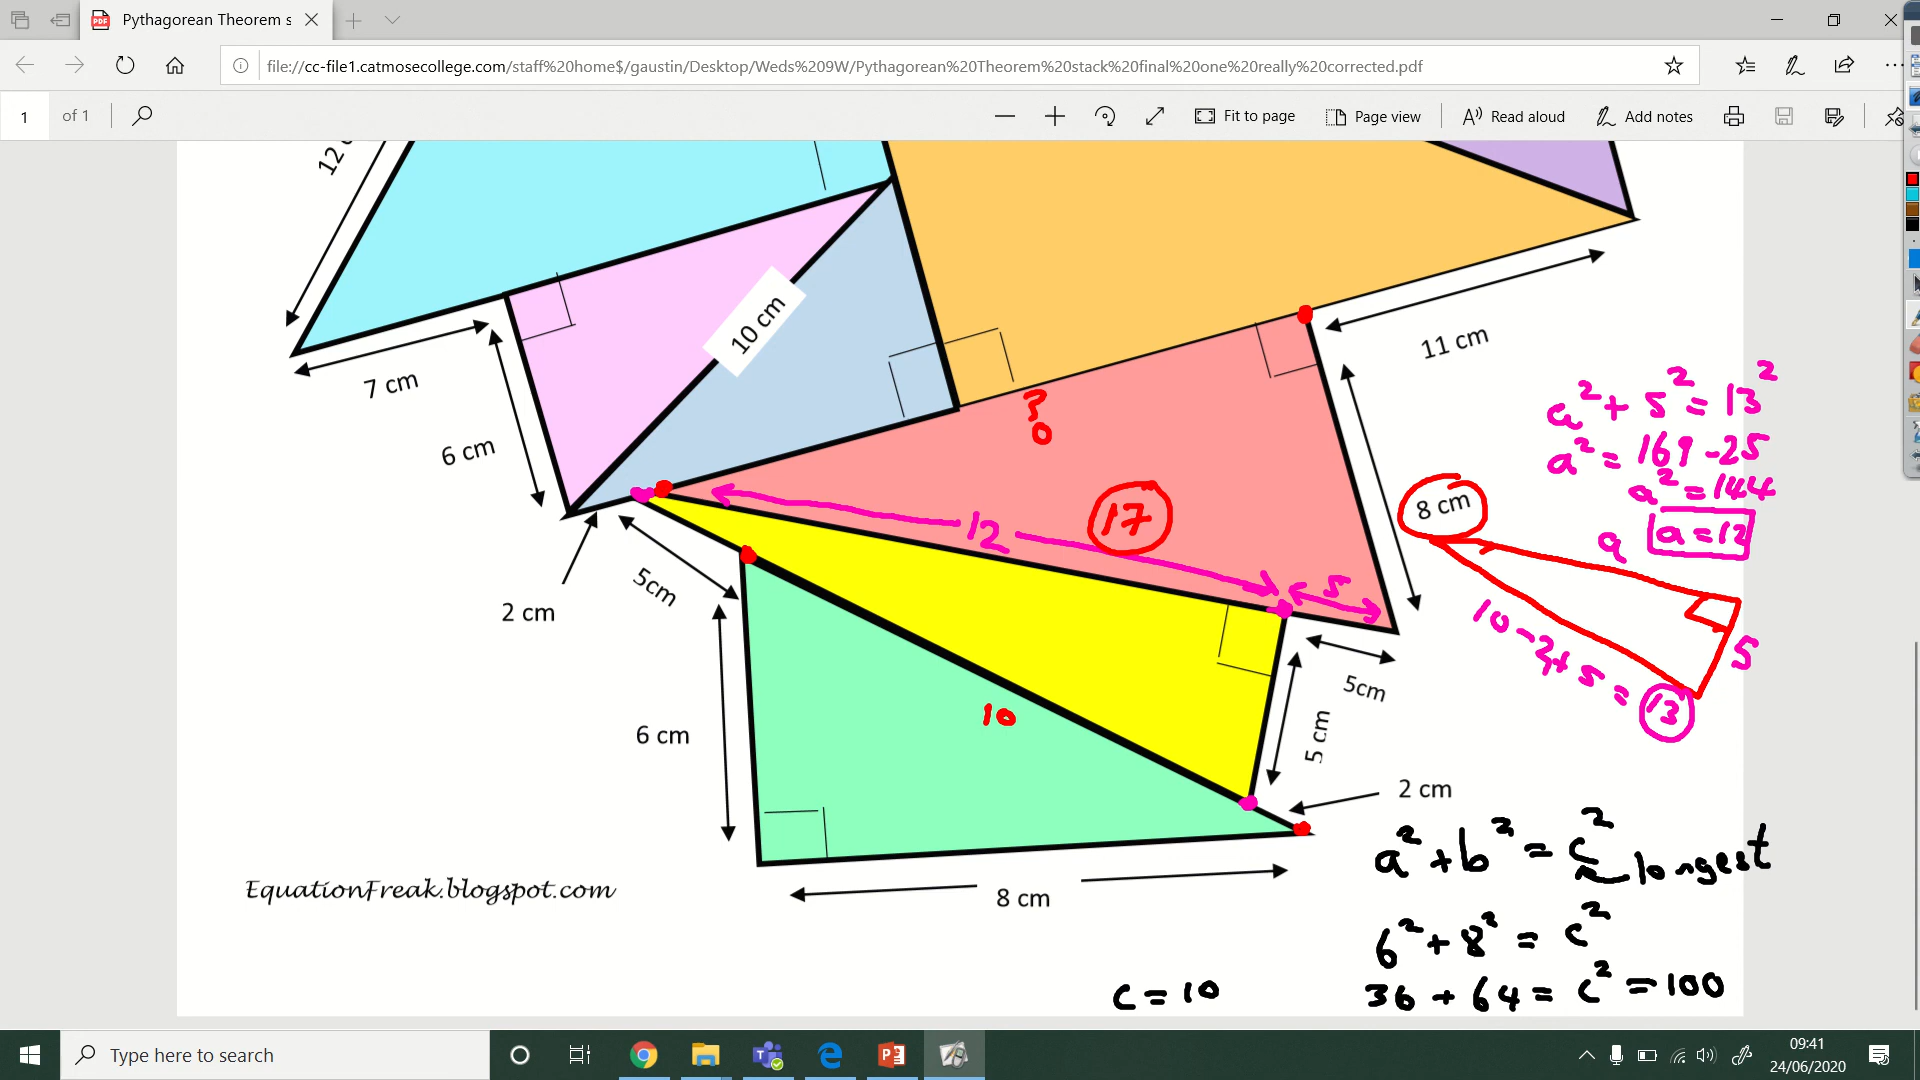 Pythagorean Theorem s
file://cc-file1.catmosecollege.com/staff%20home$/gaustin/Desktop/Weds%209W/Pythagorean%20Theorem%20stack%20final%20one%20really%20corrected.pdf
1 of 1
Fit to page
Page view
Read aloud
Add notes
12 c
10 cm
7 cm
6 cm
11 cm
?
a² + 5² = 13²
a² = 169 - 25
a² = 144
a = 12
8 cm
a
17
12
5
2 cm
5cm
10 - 2 + 5 = 13
5
5cm
5 cm
10
6 cm
2 cm
a² + b² = c² longest
EquationFreak.blogspot.com
8 cm
6² + 8² = c²
36 + 64 = c² = 100
c = 10
Type here to search
09:41
24/06/2020